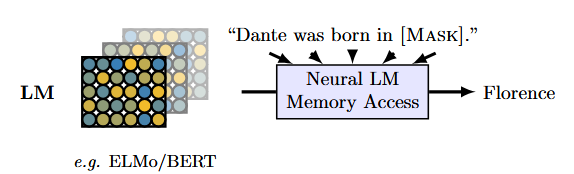 “Dante was born in [MASK].”
LM
Neural LM
Memory Access
Florence
e.g. ELMo/BERT